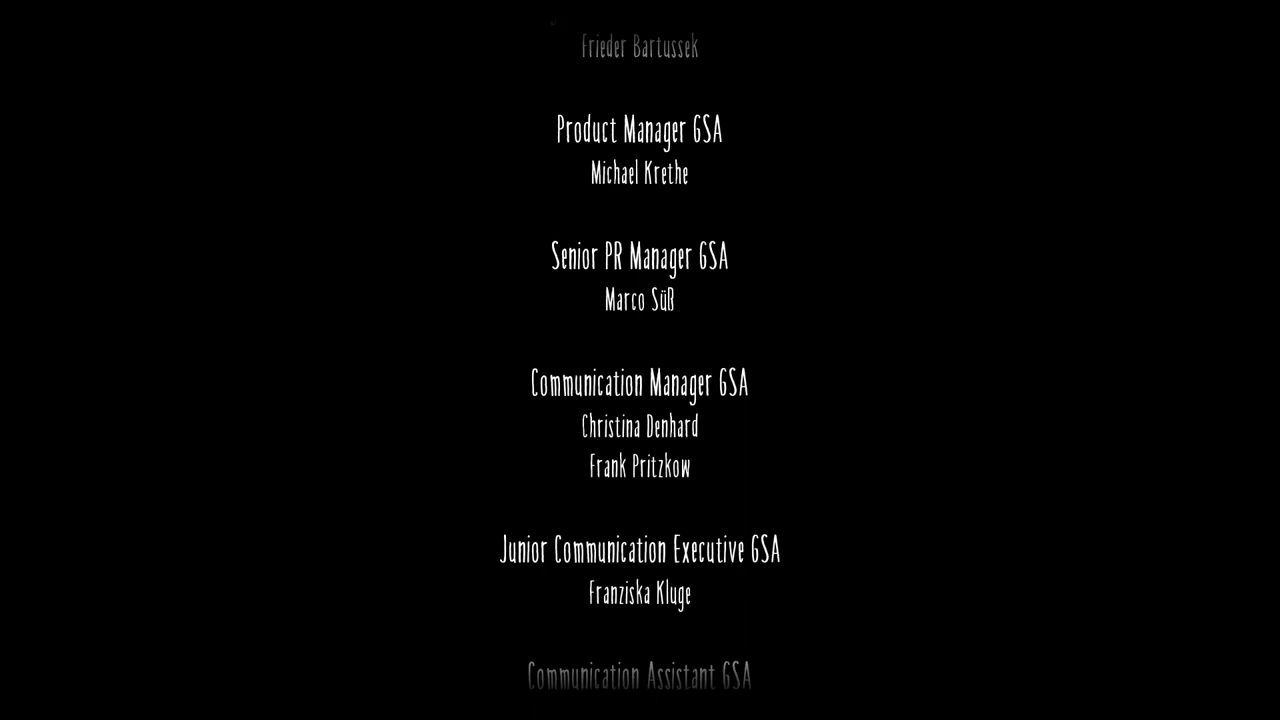 Frieder Bartussek
Product Manager GSA
Michael Krethe
Senior PR Manager GSA
Marco Süß
Communication Manager GSA
Christina Denhard
Frank Pritzkow
Junior Communication Executive GSA
Franziska Kluge
Communication Assistant GSA